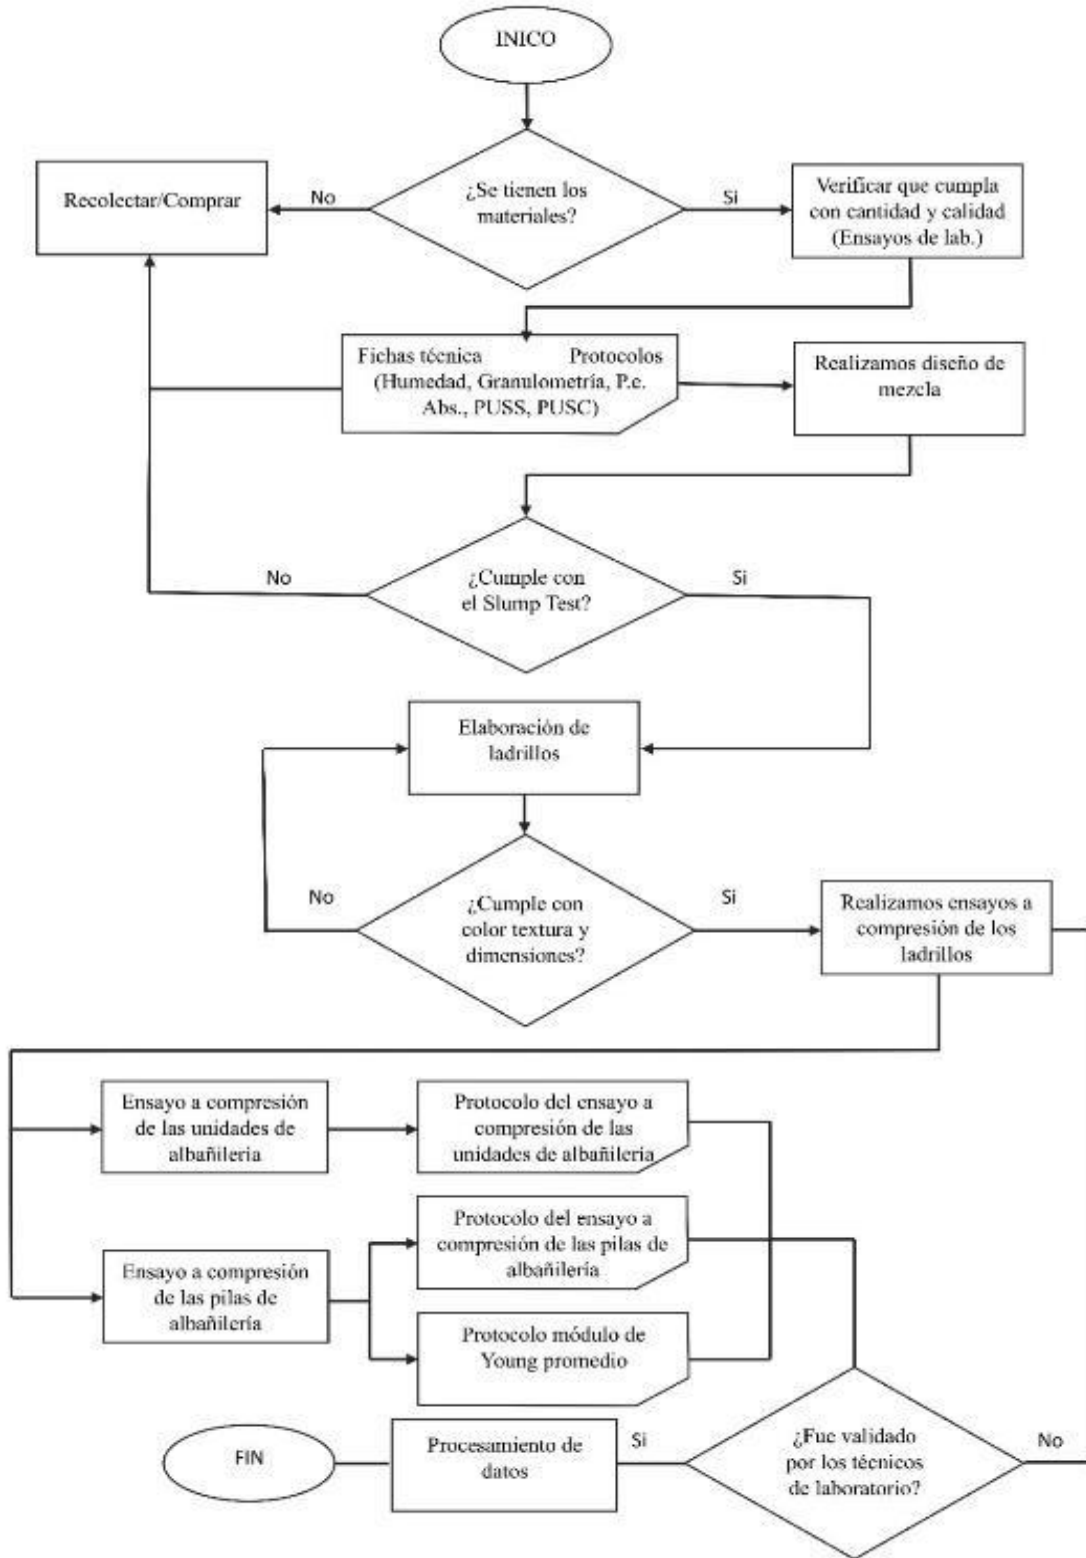 INICO
¿Se tienen los
materiales?
No
Si
Recolectar/Comprar
Verificar que cumpla
con cantidad y calidad
(Ensayos de lab.)
Fichas técnica Protocolos
(Humedad, Granulometría, P.e.
Abs., PUSS, PUSC)
Realizamos diseño de
mezcla
¿Cumple con
el Slump Test?
No
Si
Elaboración de
ladrillos
¿Cumple con
color textura y
dimensiones?
No
Si
Realizamos ensayos a
compresión de los
ladrillos
Ensayo a compresión
de las unidades de
albañilería
Protocolo del ensayo a
compresión de las
unidades de albañilería
Ensayo a compresión
de las pilas de
albañilería
Protocolo del ensayo a
compresión de las pilas de
albañilería
Protocolo módulo de
Young promedio
¿Fue validado
por los técnicos
de laboratorio?
No
Si
Procesamiento de
datos
FIN